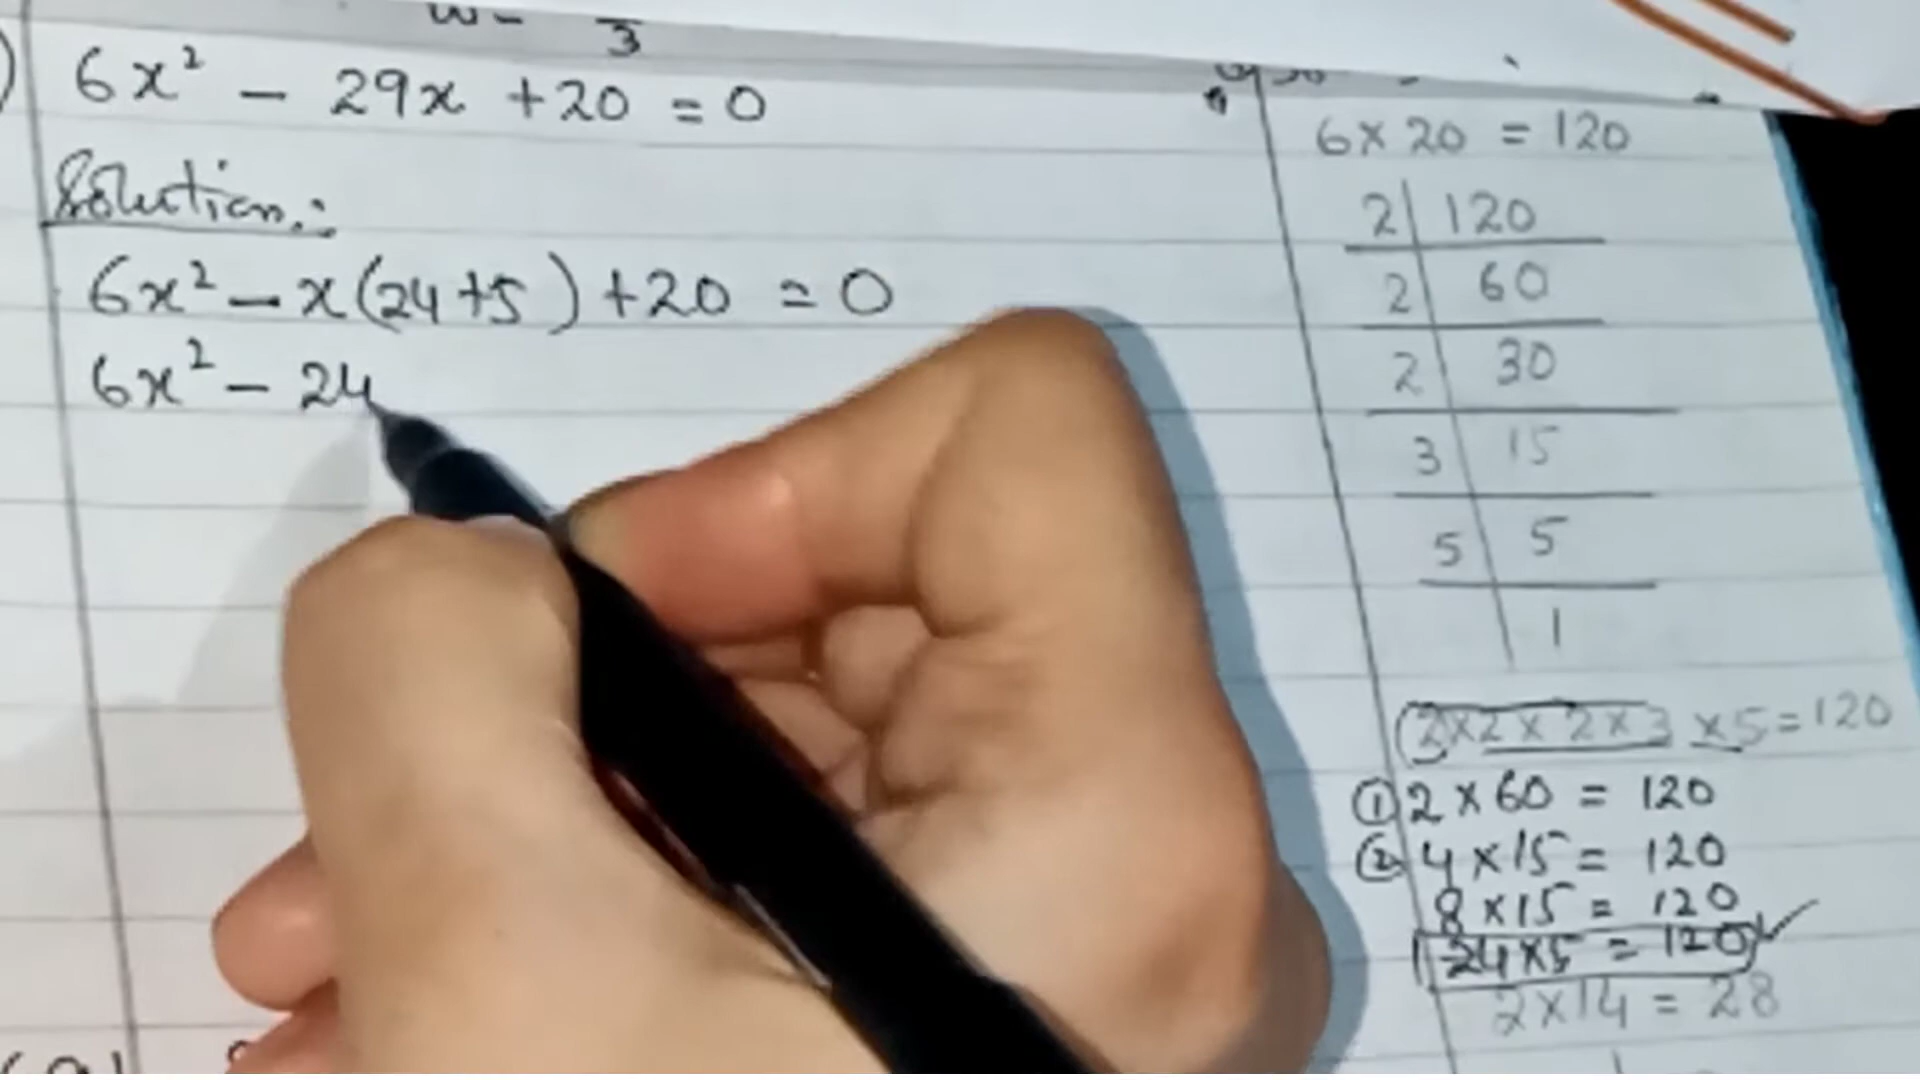 6x² - 29x + 20 = 0
Solution :-
6x² - x(24+5) + 20 = 0
6x² - 24
3
6 × 20 = 120
2 | 120
2 | 60
2 | 30
3 | 15
5 | 5
1
2×2×2×3 ×5 = 120
① 2 × 60 = 120
② 4 × 15 = 120
8 × 15 = 120
24 × 5 = 120 ✓
2 × 14 = 28